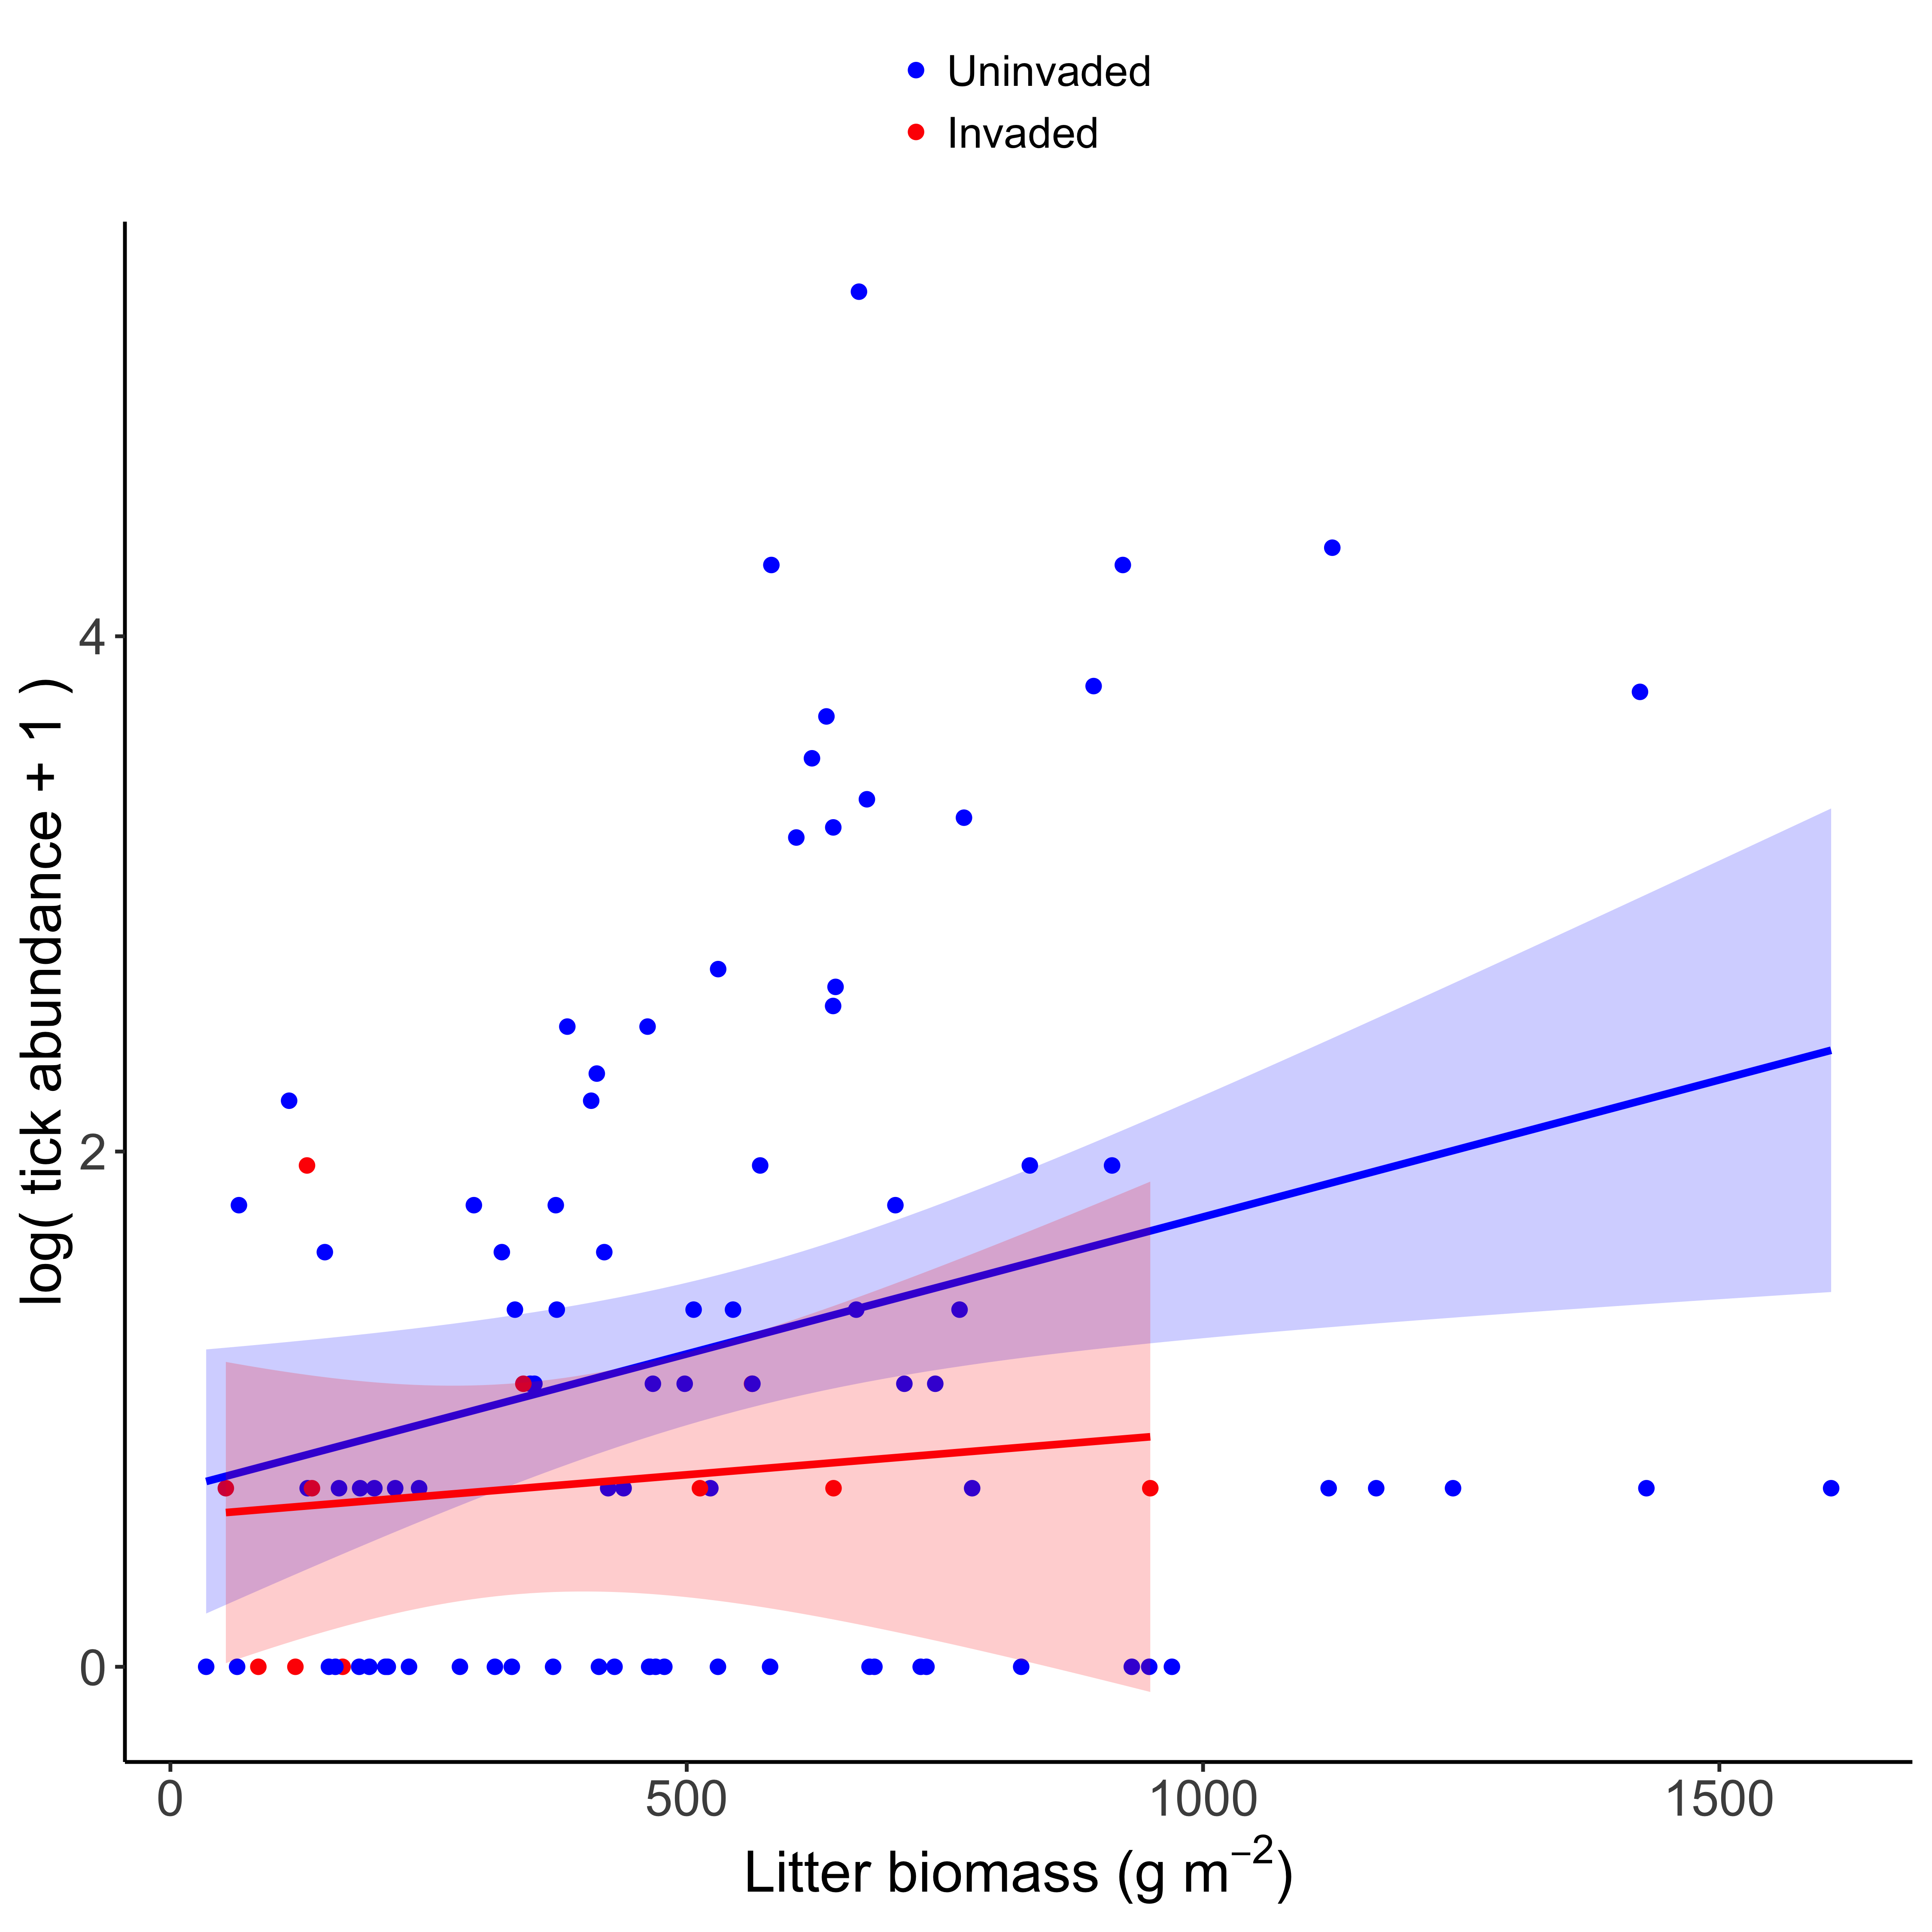 Uninvaded
Invaded
log( tick abundance + 1 )
4
2
0
0 500 1000 1500
Litter biomass (g m⁻²)